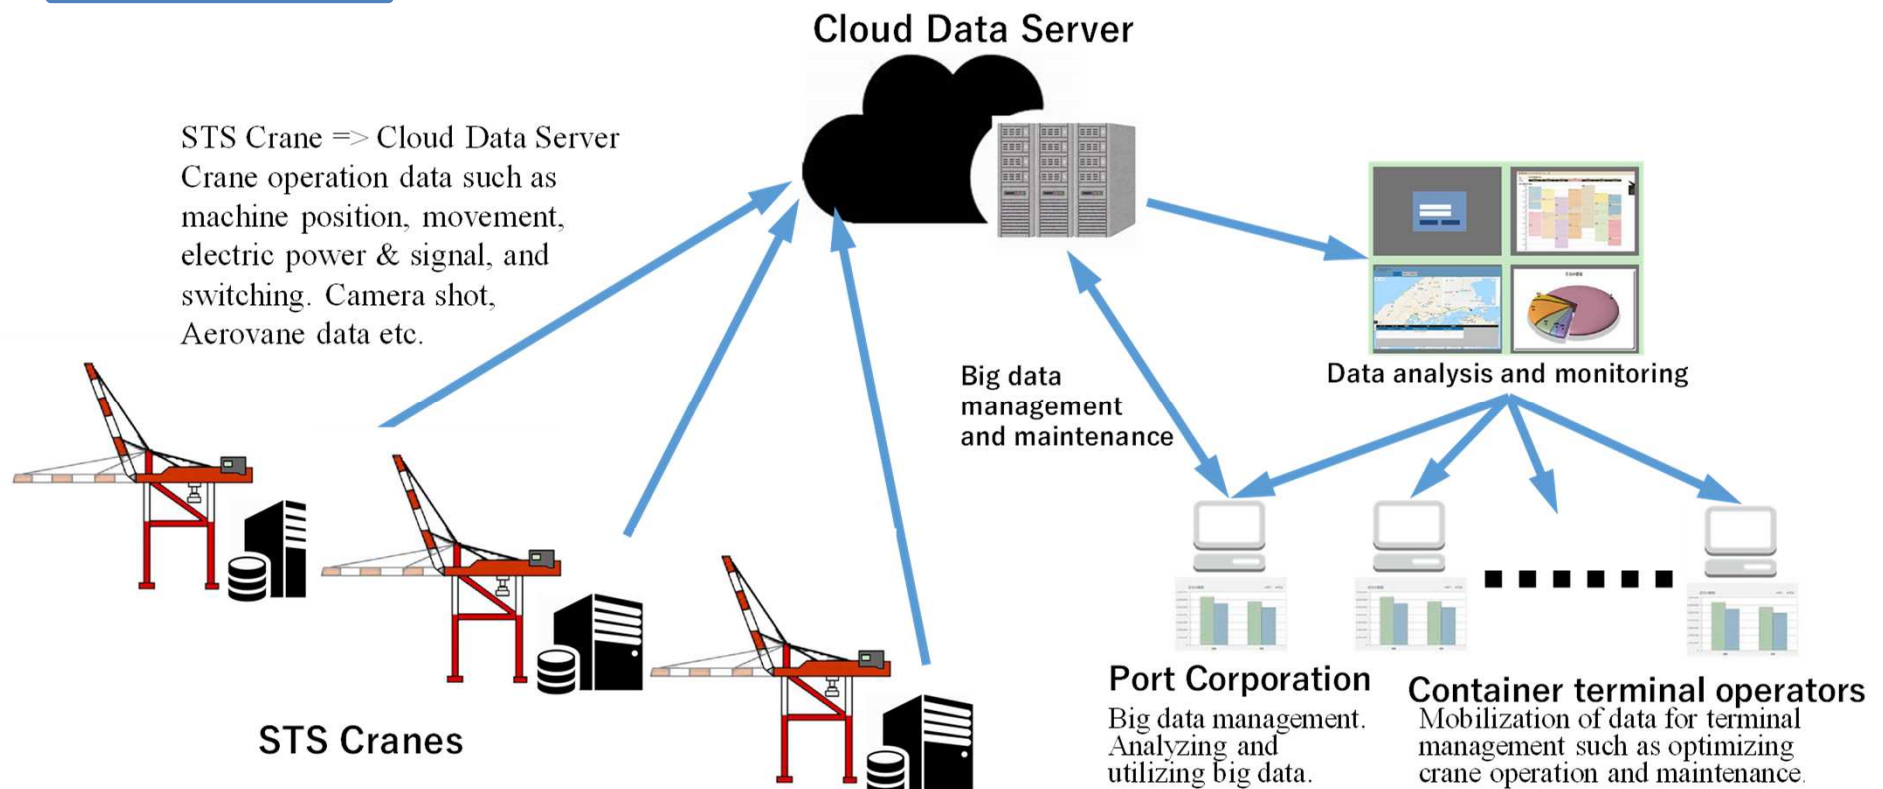 Cloud Data Server
STS Crane => Cloud Data Server
Crane operation data such as
machine position, movement,
electric power & signal, and
switching. Camera shot,
Aerovane data etc.
Big data
management
and maintenance
Data analysis and monitoring
STS Cranes
Port Corporation
Big data management.
Analyzing and
utilizing big data.
Container terminal operators
Mobilization of data for terminal
management such as optimizing
crane operation and maintenance.